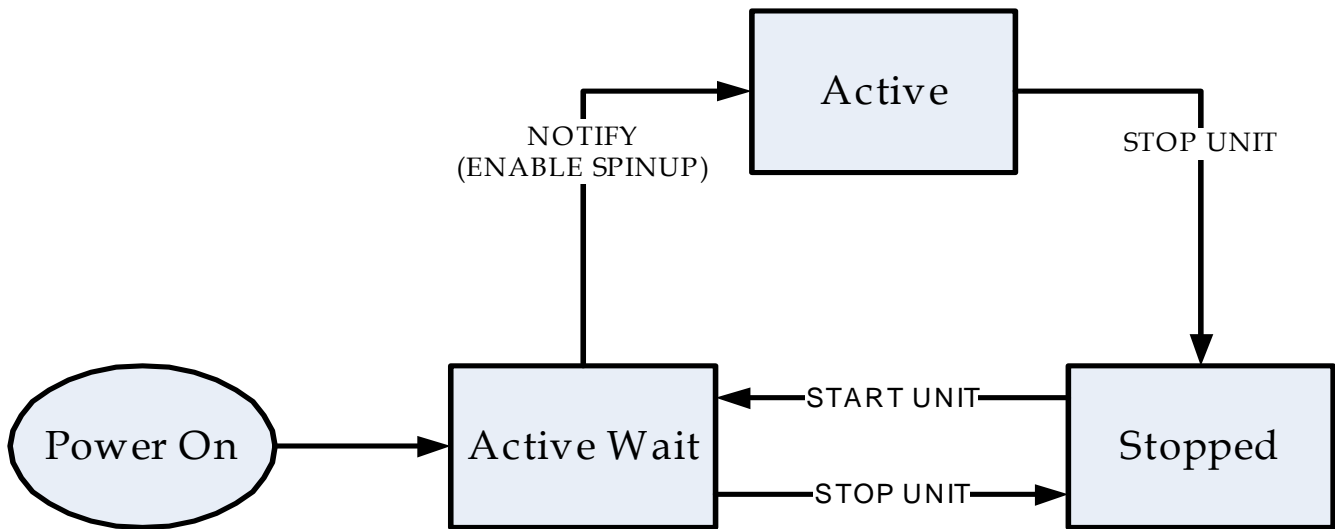 Active
NOTIFY
(ENABLE SPINUP)
STOP UNIT
Power On
Active Wait
START UNIT
STOP UNIT
Stopped